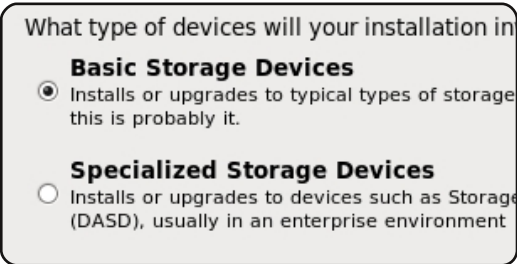 What type of devices will your installation in
Basic Storage Devices
Installs or upgrades to typical types of storage
this is probably it.
Specialized Storage Devices
Installs or upgrades to devices such as Storage
(DASD), usually in an enterprise environment